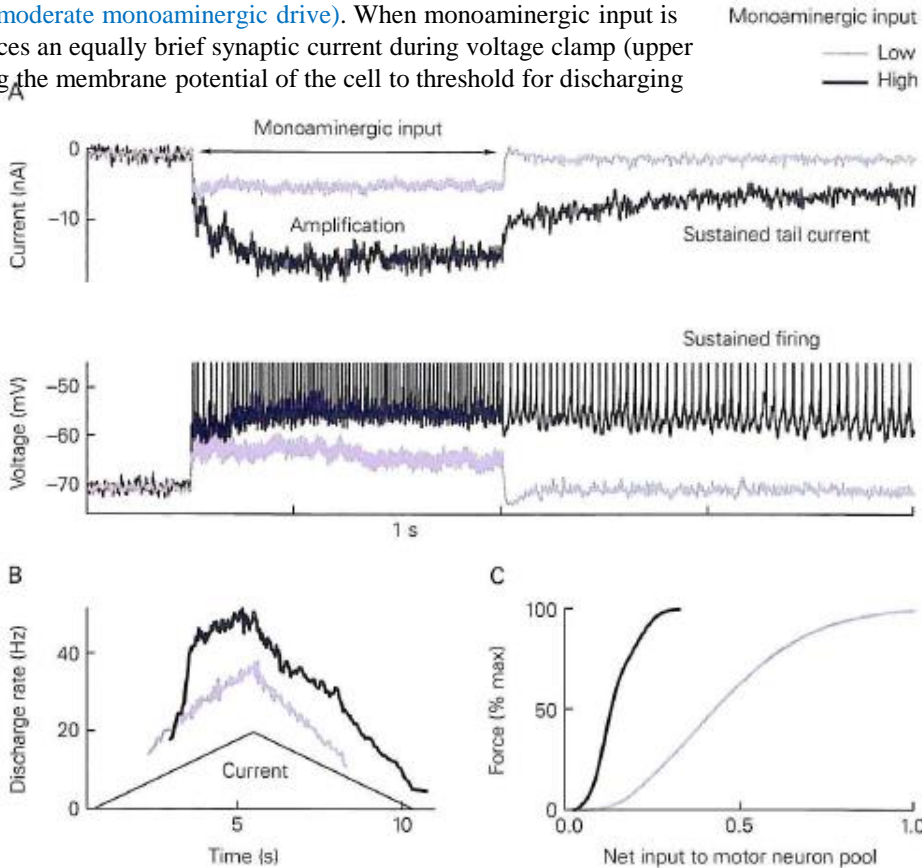 moderate monoaminergic drive). When monoaminergic input is
ces an equally brief synaptic current during voltage clamp (upper
g the membrane potential of the cell to threshold for discharging
Monoaminergic input
Low
High
A
Monoaminergic input
0
-10
Current (nA)
Amplification
Sustained tail current
Sustained firing
-50
-60
-70
Voltage (mV)
1 s
B
40
20
0
Discharge rate (Hz)
Current
5
10
Time (s)
C
100
50
0
Force (% max)
0.0
0.5
1.0
Net input to motor neuron pool